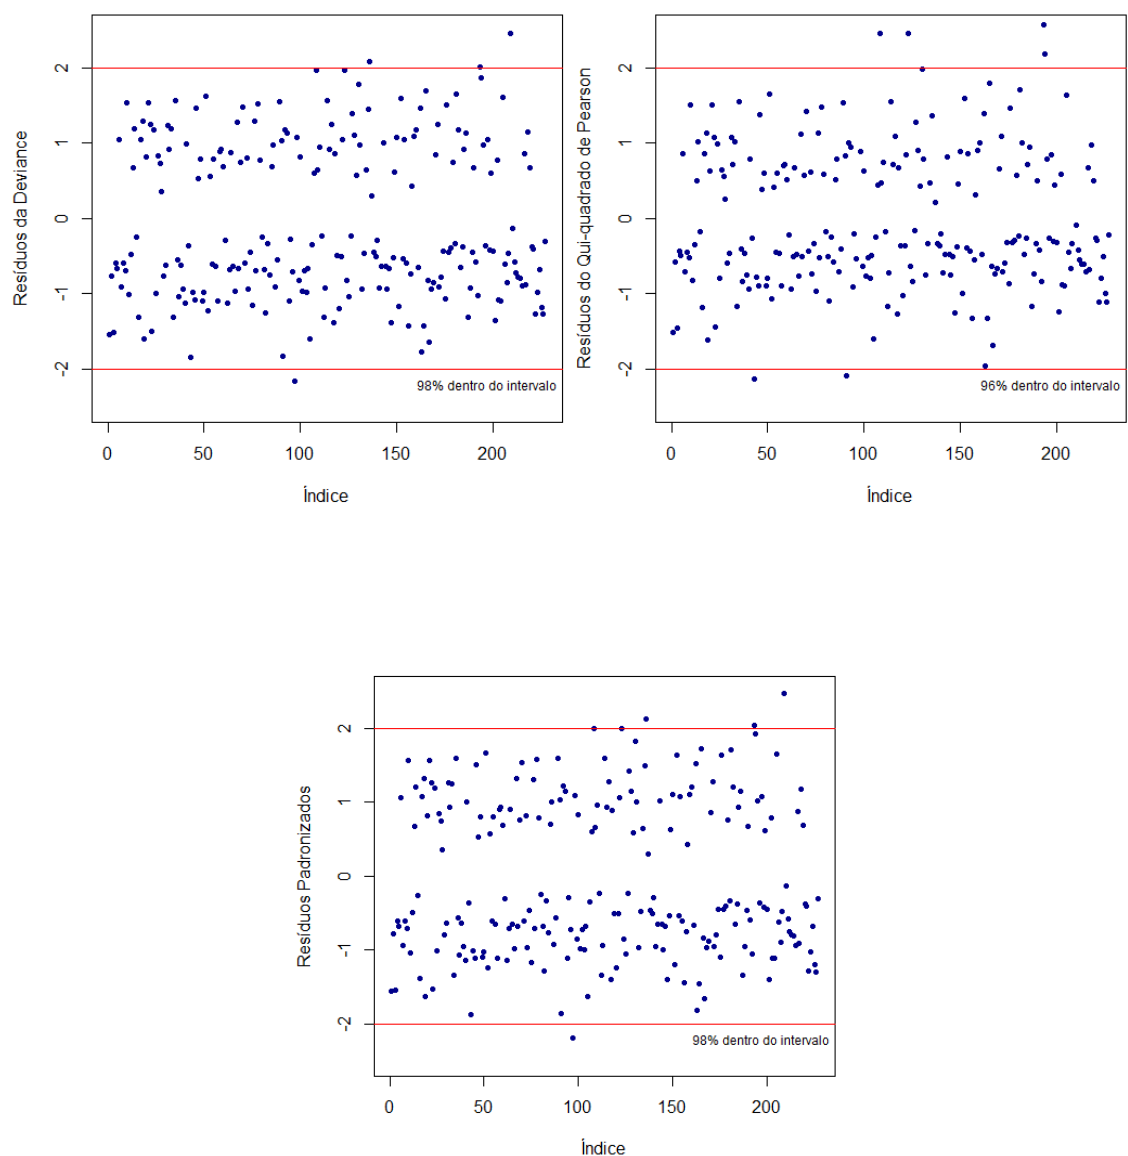 Resíduos da Deviance
2
1
0
-1
-2
98% dentro do intervalo
0 50 100 150 200
Índice
Resíduos do Qui-quadrado de Pearson
2
1
0
-1
-2
96% dentro do intervalo
0 50 100 150 200
Índice
Resíduos Padronizados
2
1
0
-1
-2
98% dentro do intervalo
0 50 100 150 200
Índice